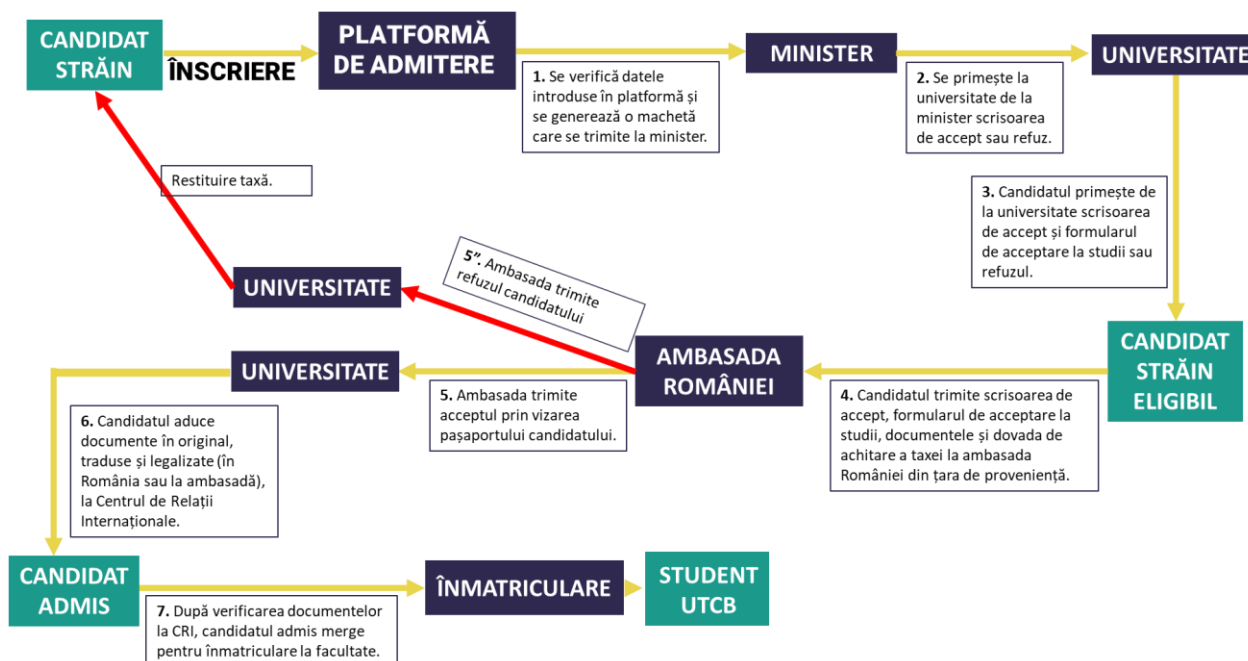 CANDIDAT
STRĂIN
ÎNSCRIERE
PLATFORMĂ
DE ADMITERE
1. Se verifică datele
introduse în platformă și
se generează o machetă
care se trimite la minister.
MINISTER
2. Se primește la
universitate de la
minister scrisoarea
de accept sau refuz.
UNIVERSITATE
3. Candidatul primește de
la universitate scrisoarea
de accept și formularul
de acceptare la studii sau
refuzul.
CANDIDAT
STRĂIN
ELIGIBIL
4. Candidatul trimite scrisoarea de
accept, formularul de acceptare la
studii, documentele și dovada de
achitare a taxei la ambasada
României din țara de proveniență.
AMBASADA
ROMÂNIEI
5”. Ambasada trimite
refuzul candidatului
UNIVERSITATE
Restituire taxă.
5. Ambasada trimite
acceptul prin vizarea
pașaportului candidatului.
UNIVERSITATE
6. Candidatul aduce
documente în original,
traduse și legalizate (în
România sau la ambasadă),
la Centrul de Relații
Internaționale.
CANDIDAT
ADMIS
7. După verificarea documentelor
la CRI, candidatul admis merge
pentru înmatriculare la facultate.
ÎNMATRICULARE
STUDENT
UTCB